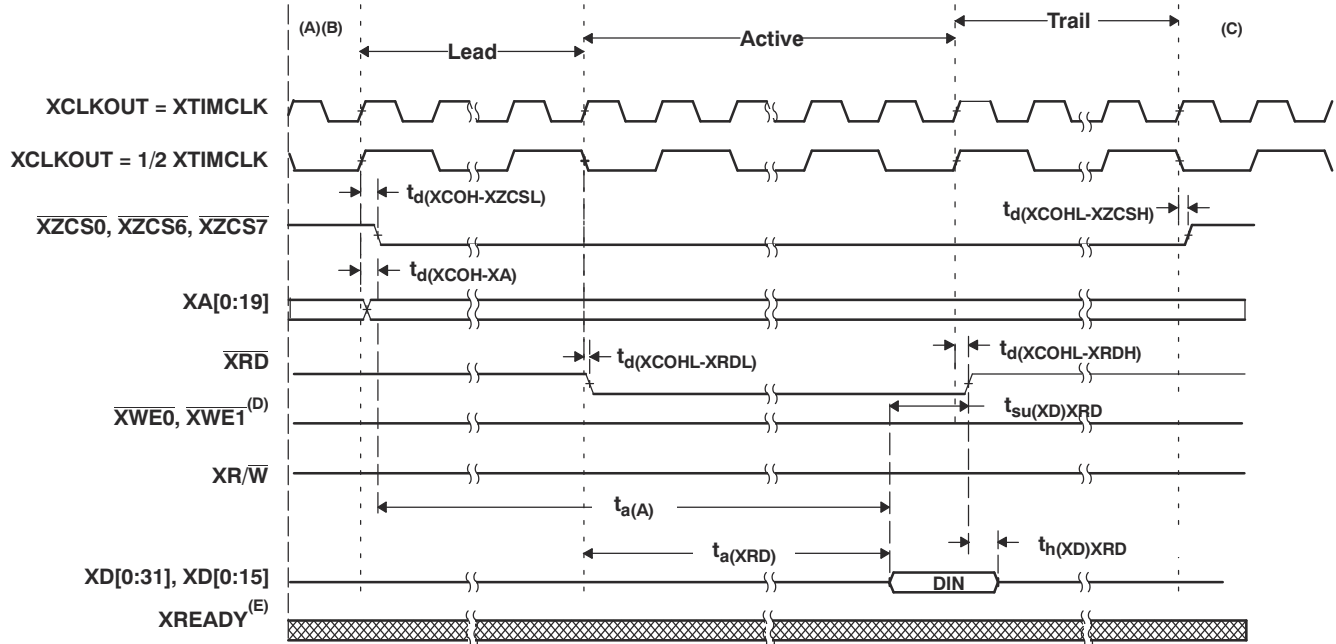 (A)(B)
Lead
Active
Trail
(C)
XCLKOUT = XTIMCLK
XCLKOUT = 1/2 XTIMCLK
td(XCOH-XZCSL)
td(XCOHL-XZCSH)
XZCS0, XZCS6, XZCS7
td(XCOH-XA)
XA[0:19]
XRD
td(XCOHL-XRDL)
td(XCOHL-XRDH)
XWE0, XWE1(D)
tsu(XD)XRD
XR/W
ta(A)
ta(XRD)
th(XD)XRD
XD[0:31], XD[0:15]
DIN
XREADY(E)